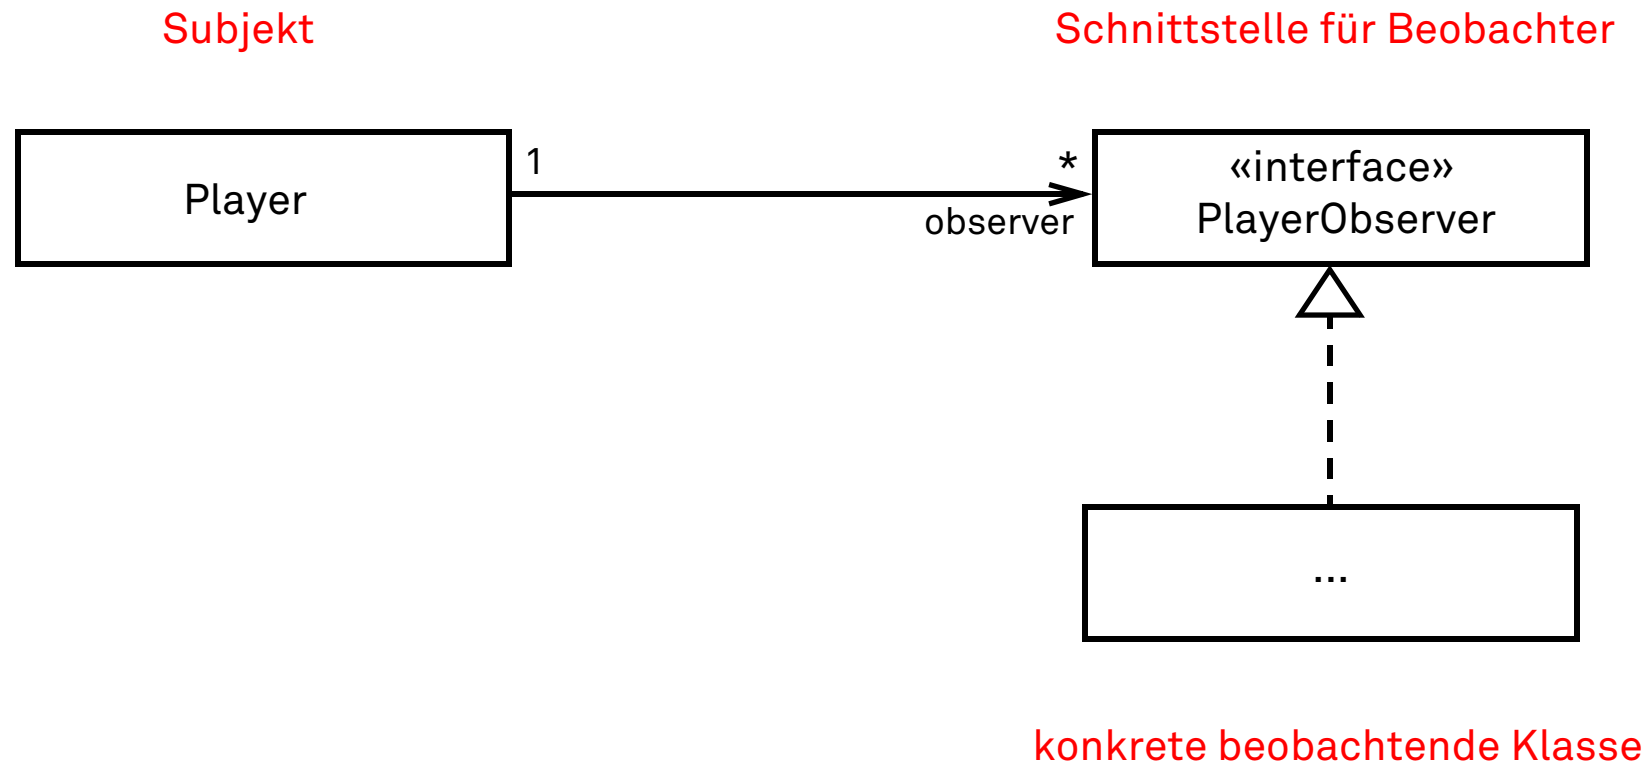 Subjekt
Schnittstelle für Beobachter
Player
1
*
observer
«interface»
PlayerObserver
...
konkrete beobachtende Klasse